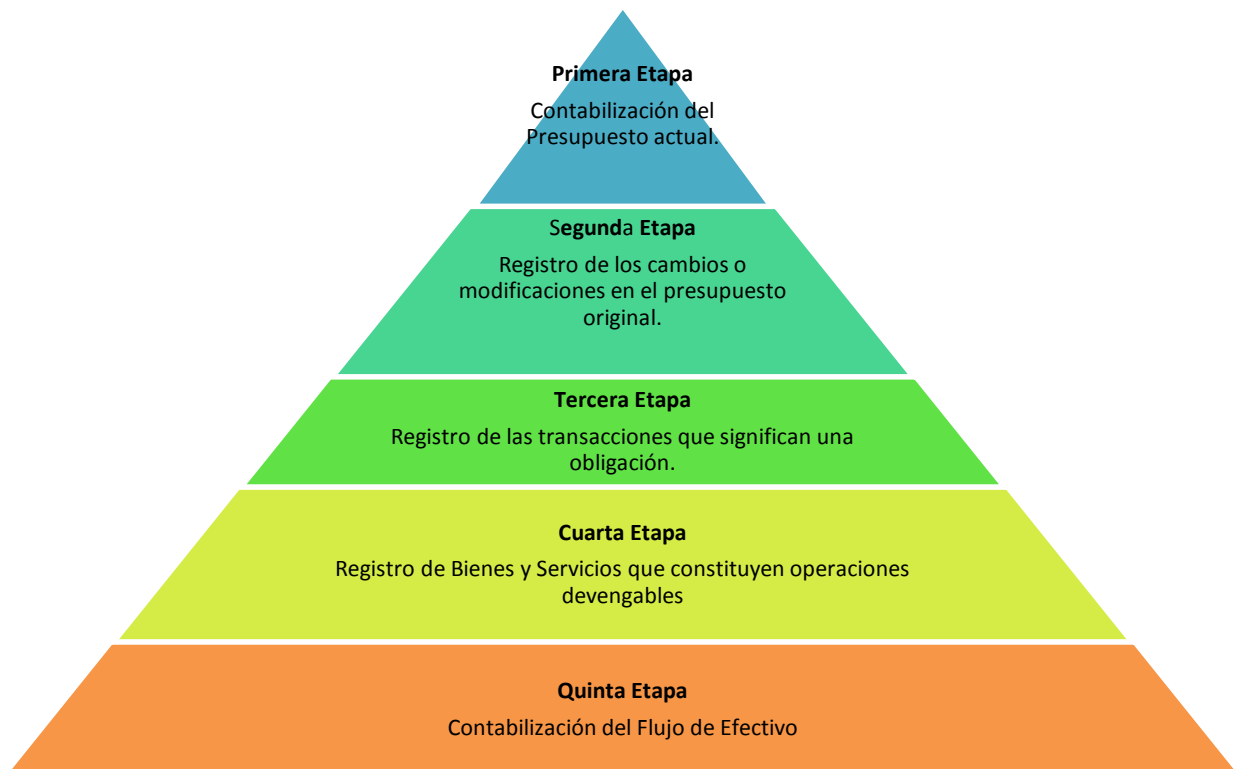 Primera Etapa
Contabilización del
Presupuesto actual.
Segunda Etapa
Registro de los cambios o
modificaciones en el presupuesto
original.
Tercera Etapa
Registro de las transacciones que significan una
obligación.
Cuarta Etapa
Registro de Bienes y Servicios que constituyen operaciones
devengables
Quinta Etapa
Contabilización del Flujo de Efectivo